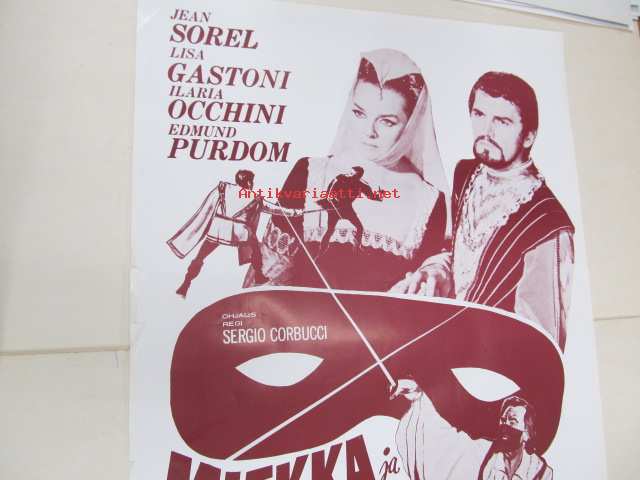 JEAN
SOREL
LISA
GASTONI
ILARIA
OCCHINI
EDMUND
PURDOM
Antikvariaatti.net
OHJAUS
REGI
SERGIO CORBUCCI
MIEKKA ja